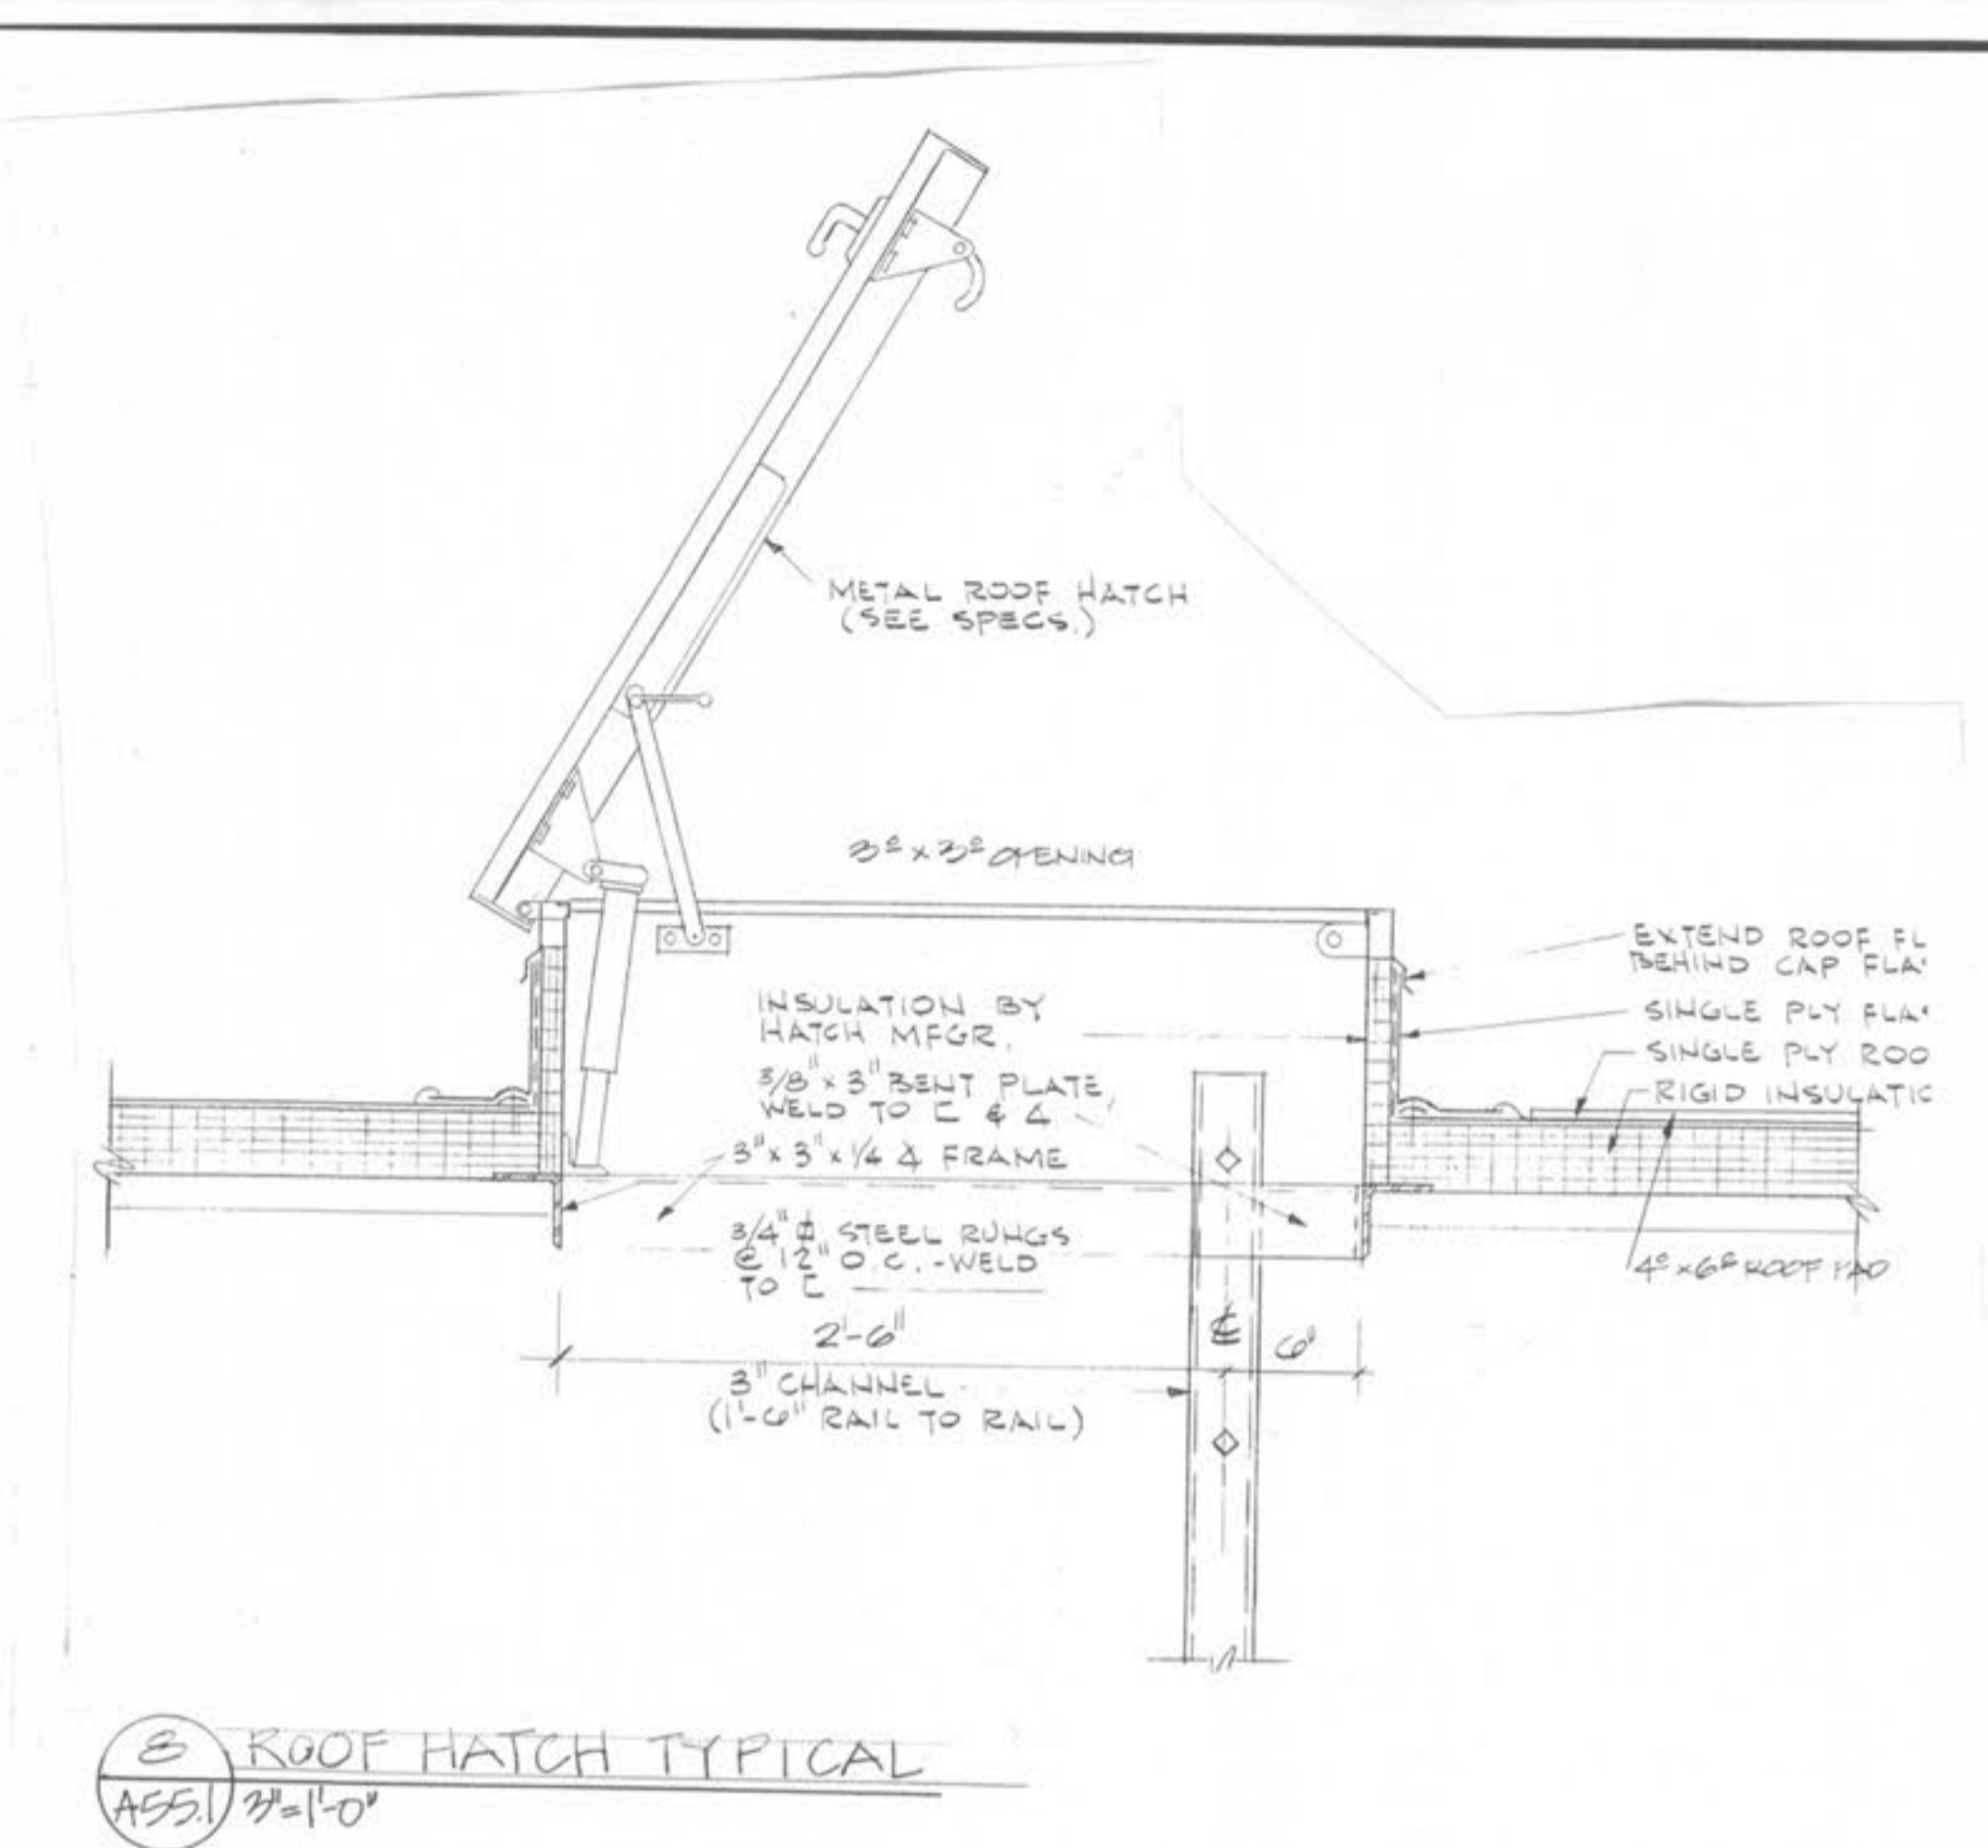 METAL ROOF HATCH
(SEE SPECS.)
3⁰ x 3⁰ OPENING
EXTEND ROOF FL
BEHIND CAP FLA
SINGLE PLY FLA
SINGLE PLY ROO
RIGID INSULATIO
INSULATION BY
HATCH MFGR.
3/8" x 3" BENT PLATE
WELD TO [ & ∠
3" x 3" x 1/4 ∠ FRAME
3/4" ⌀ STEEL RUNGS
@ 12" O.C. - WELD
TO [
4⁰ x 6⁰ ROOF PAD
2'-6"
℄
6"
3" CHANNEL
(1'-6" RAIL TO RAIL)
8 ROOF HATCH TYPICAL
A55.1 3"=1'-0"